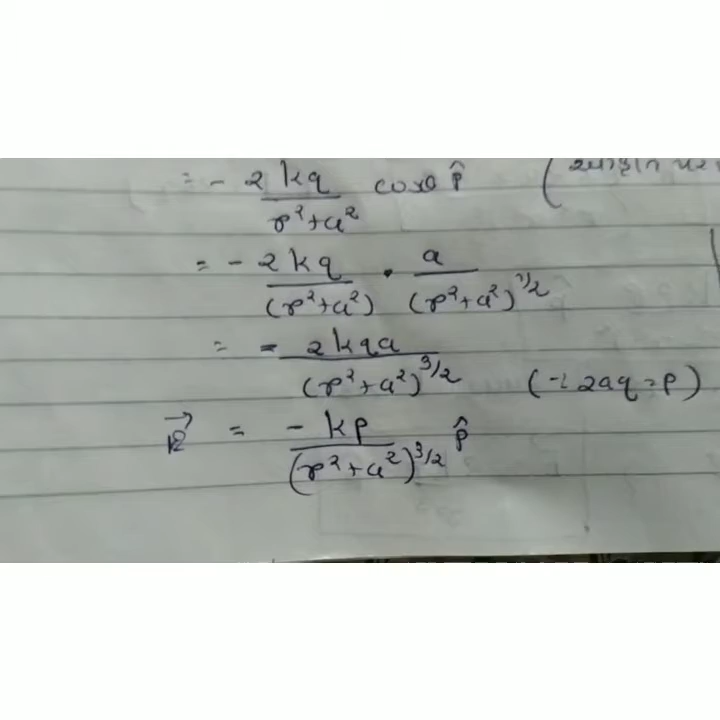 = - 2kq/(r²+a²) cosθ p̂ (
= - 2kq/(r²+a²) · a/(r²+a²)^1/2
= - 2kqa/(r²+a²)^3/2 (∵ 2aq = p)
= -kp/(r²+a²)^3/2 p̂